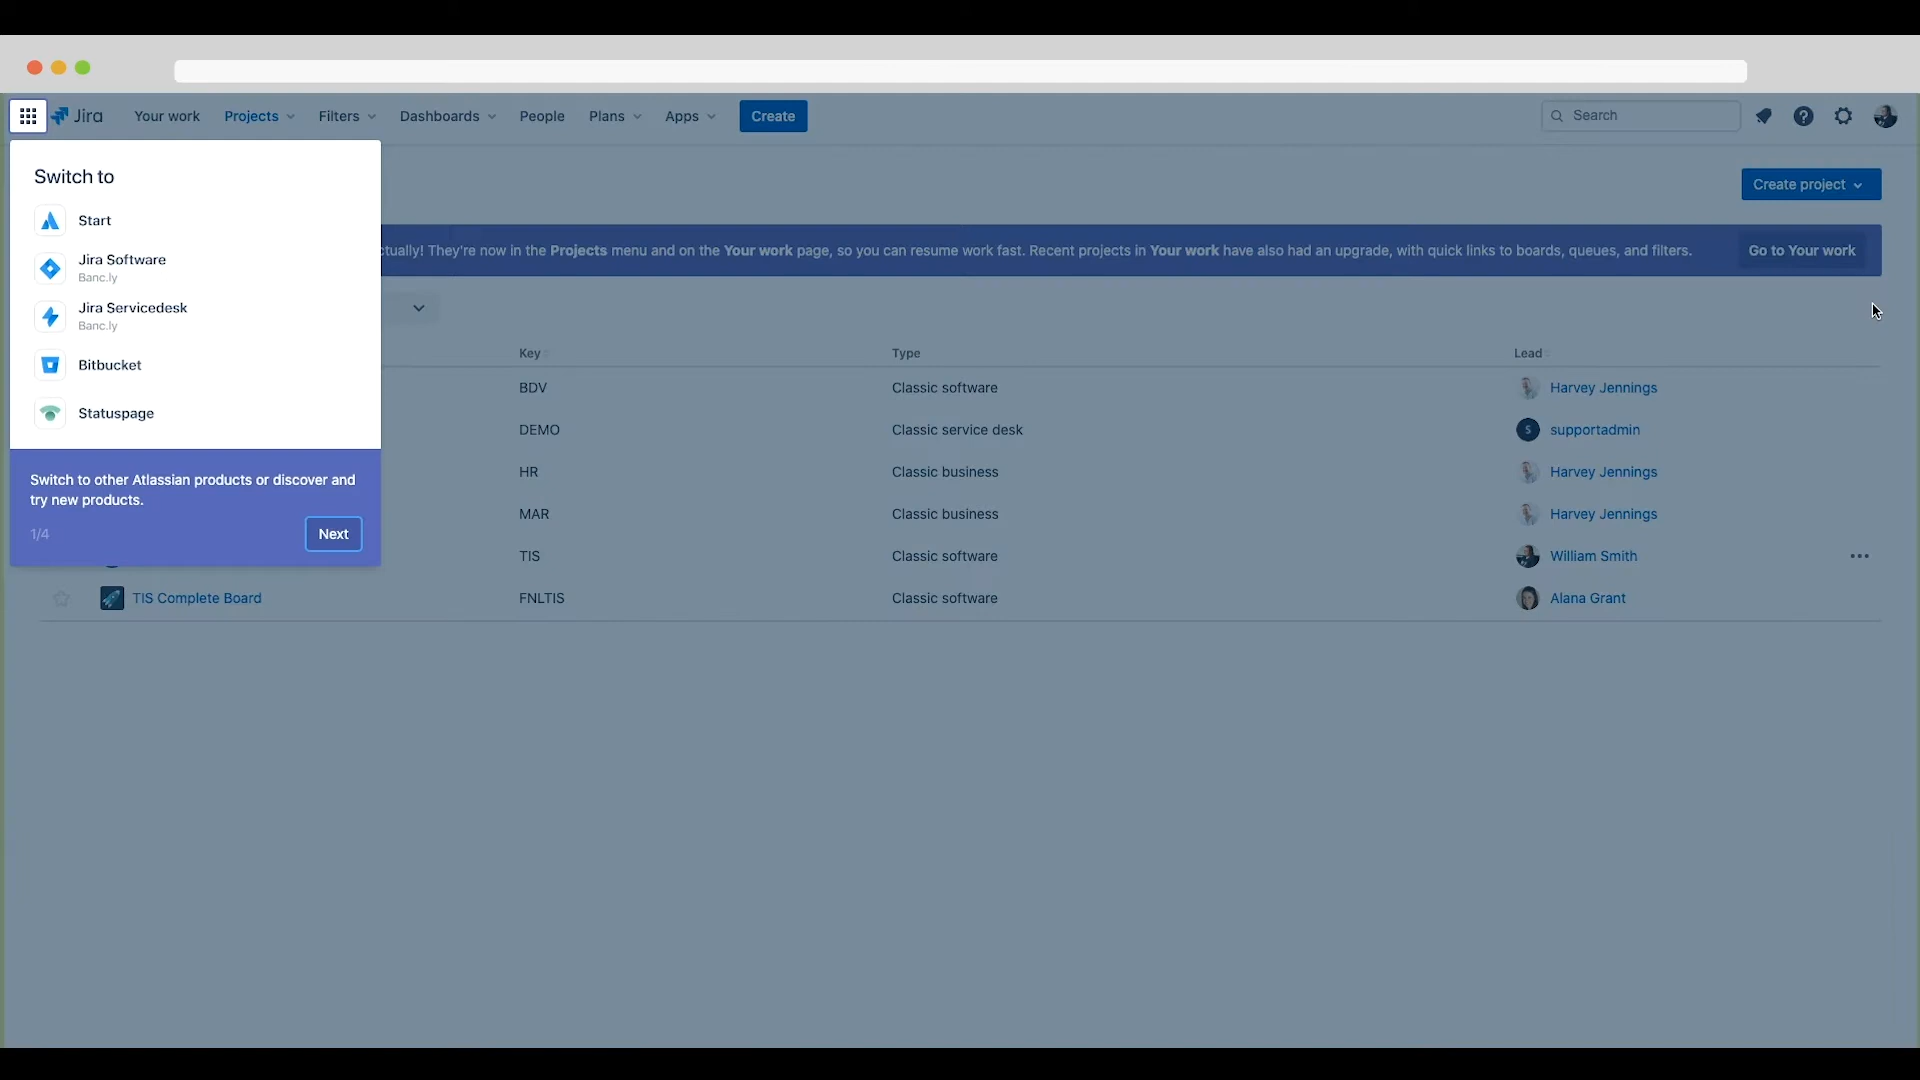 Jira
Your work
Projects
Filters
Dashboards
People
Plans
Apps
Create
Search
Switch to
Start
Jira Software
Banc.ly
Jira Servicedesk
Banc.ly
Bitbucket
Statuspage
Switch to other Atlassian products or discover and
try new products.
1/4
Next
Create project
They're now in the Projects menu and on the Your work page, so you can resume work fast. Recent projects in Your work have also had an upgrade, with quick links to boards, queues, and filters.
Go to Your work
Key
Type
Lead
BDV
Classic software
Harvey Jennings
DEMO
Classic service desk
S
supportadmin
HR
Classic business
Harvey Jennings
MAR
Classic business
Harvey Jennings
TIS
Classic software
William Smith
TIS Complete Board
FNLTIS
Classic software
Alana Grant